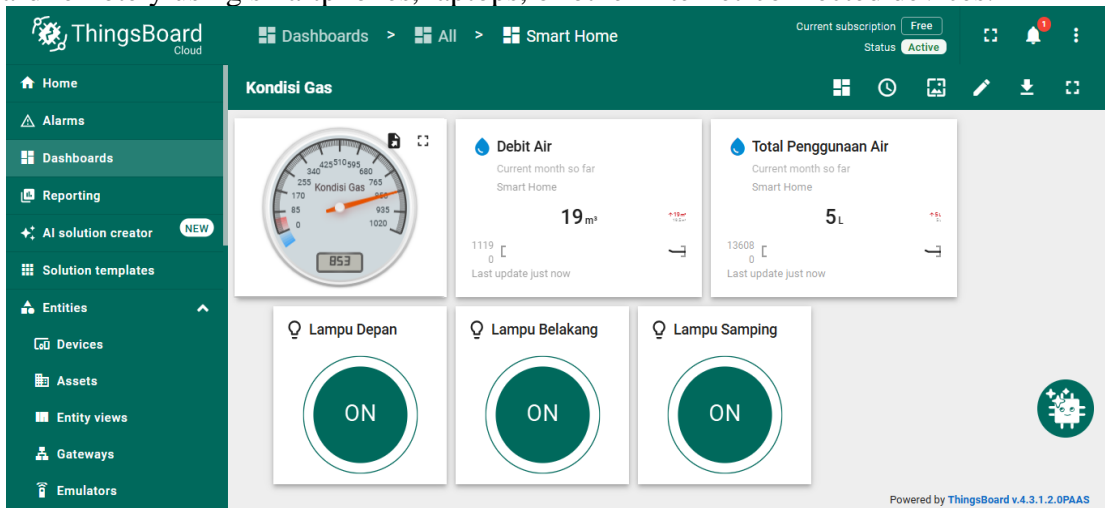 ThingsBoard
Cloud
Dashboards > All > Smart Home
Current subscription Free
Status Active
1
Home
Alarms
Dashboards
Reporting
AI solution creator NEW
Solution templates
Entities
Devices
Assets
Entity views
Gateways
Emulators
Kondisi Gas
0
85
170
255
340
425
510
595
680
765
850
935
1020
Kondisi Gas
853
Debit Air
Current month so far
Smart Home
19 m³
1119
0
Last update just now
Total Penggunaan Air
Current month so far
Smart Home
5 L
13608
0
Last update just now
Lampu Depan
ON
Lampu Belakang
ON
Lampu Samping
ON
Powered by ThingsBoard v.4.3.1.2.0PAAS